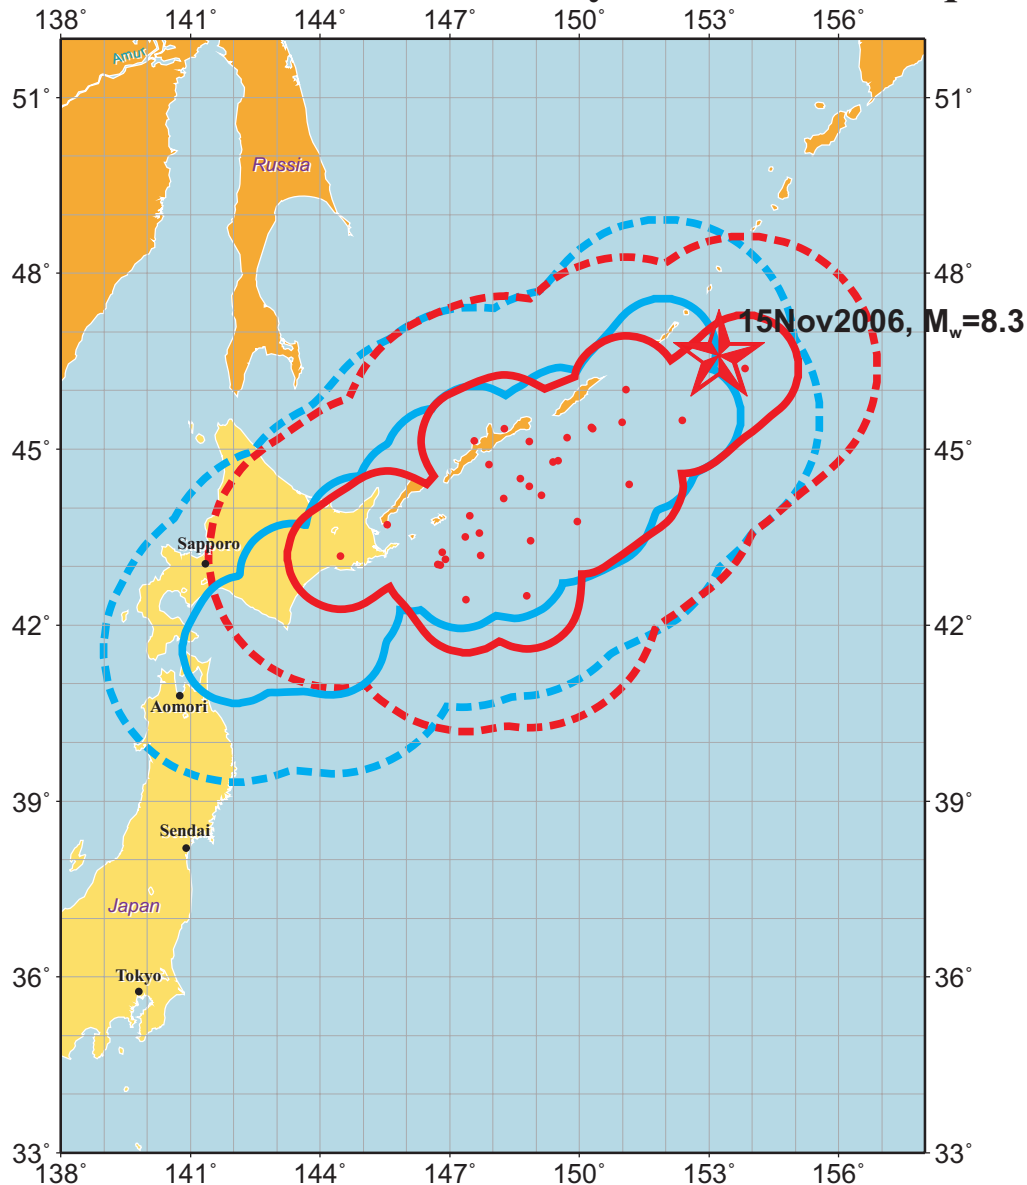 138° 141° 144° 147° 150° 153° 156°
Amur
51° 51°
Russia
48° 48°
15Nov2006, Mw=8.3
45° 45°
Sapporo
42° 42°
Aomori
39° 39°
Sendai
Japan
36° 36°
Tokyo
33° 33°
138° 141° 144° 147° 150° 153° 156°